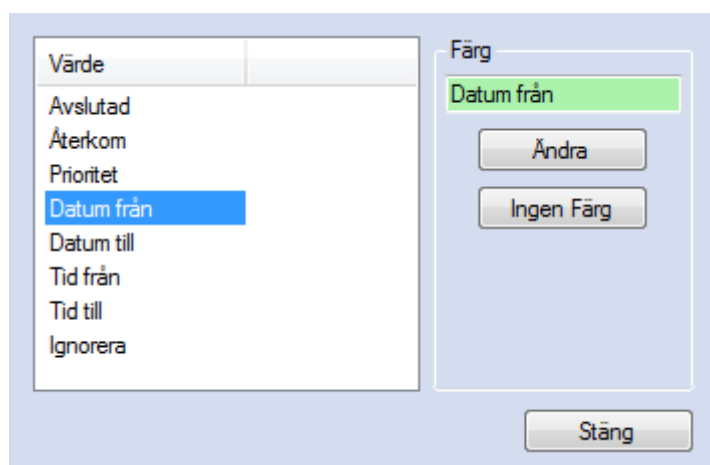 Värde
Avslutad
Återkom
Prioritet
Datum från
Datum till
Tid från
Tid till
Ignorera
Färg
Datum från
Ändra
Ingen Färg
Stäng